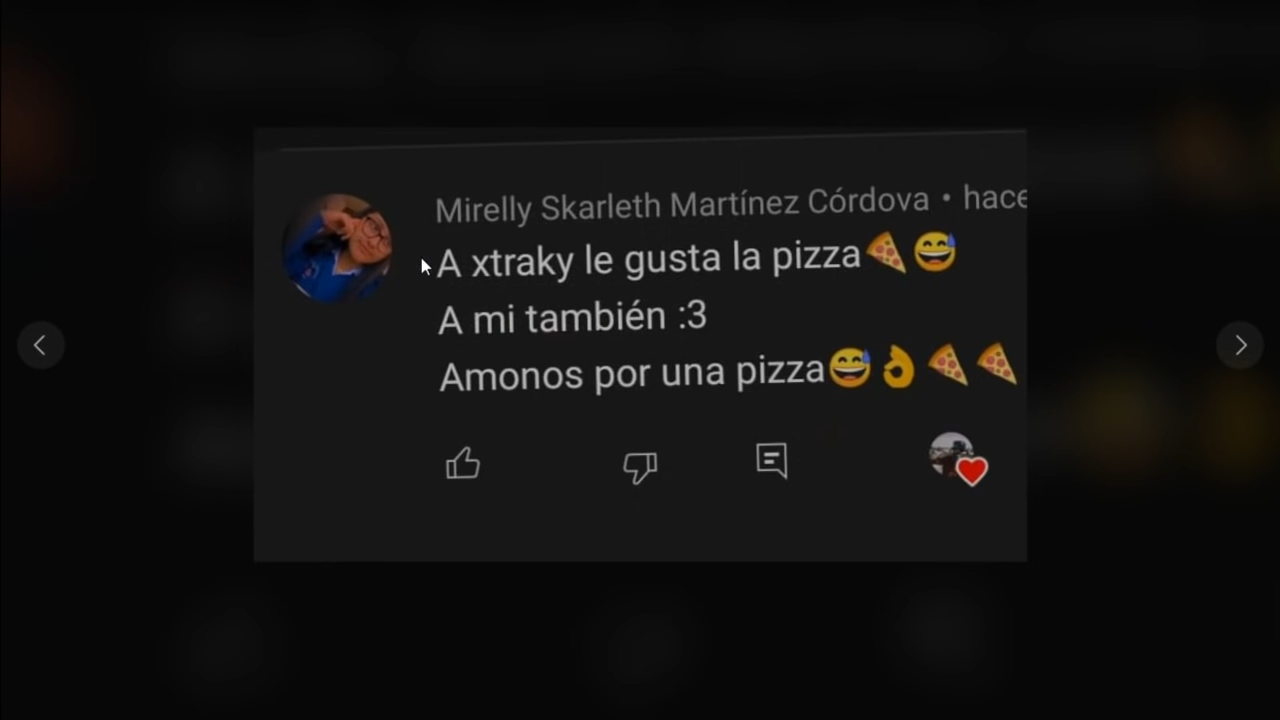 Mirelly Skarleth Martínez Córdova • hace
A xtraky le gusta la pizza🍕😅
A mi también :3
Amonos por una pizza😅👌🍕🍕